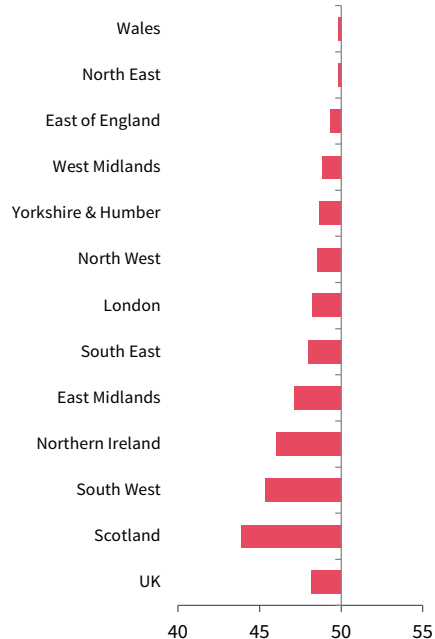 Wales
North East
East of England
West Midlands
Yorkshire & Humber
North West
London
South East
East Midlands
Northern Ireland
South West
Scotland
UK
40 45 50 55